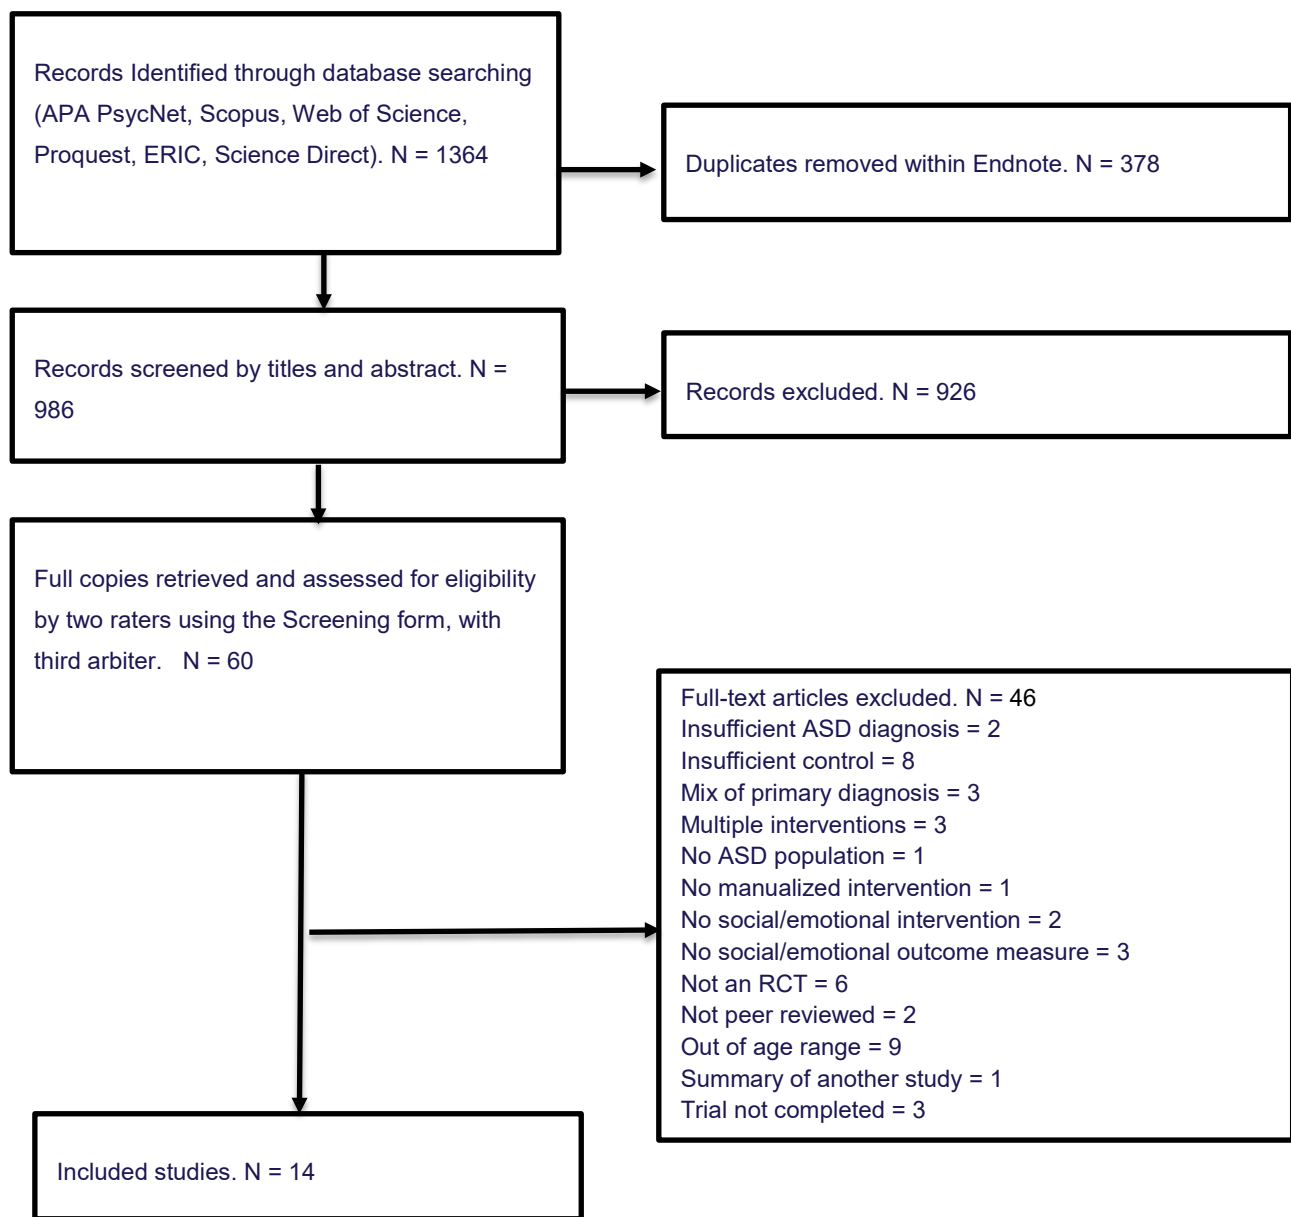 Records Identified through database searching
(APA PsycNet, Scopus, Web of Science,
Proquest, ERIC, Science Direct). N = 1364
Duplicates removed within Endnote. N = 378
Records screened by titles and abstract. N =
986
Records excluded. N = 926
Full copies retrieved and assessed for eligibility
by two raters using the Screening form, with
third arbiter. N = 60
Full-text articles excluded. N = 46
Insufficient ASD diagnosis = 2
Insufficient control = 8
Mix of primary diagnosis = 3
Multiple interventions = 3
No ASD population = 1
No manualized intervention = 1
No social/emotional intervention = 2
No social/emotional outcome measure = 3
Not an RCT = 6
Not peer reviewed = 2
Out of age range = 9
Summary of another study = 1
Trial not completed = 3
Included studies. N = 14